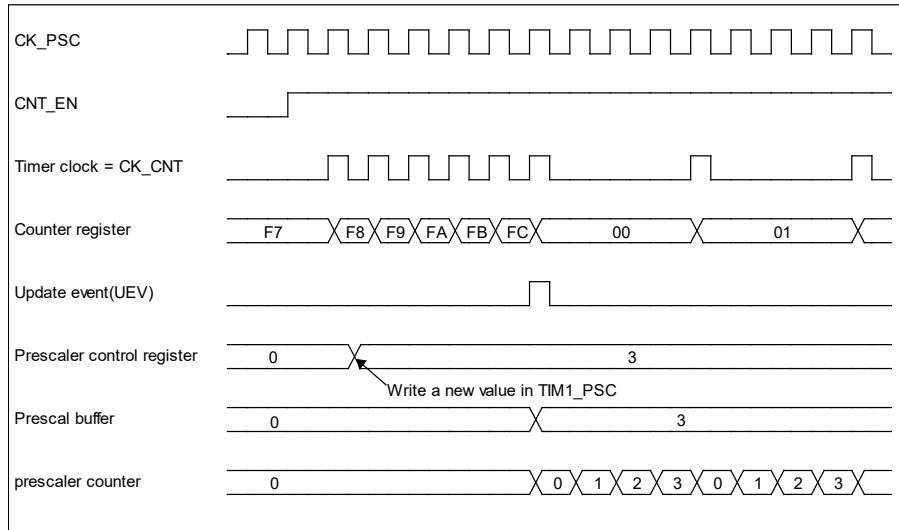 CK_PSC
CNT_EN
Timer clock = CK_CNT
Counter register F7 F8 F9 FA FB FC 00 01
Update event(UEV)
Prescaler control register 0 3
Write a new value in TIM1_PSC
Prescal buffer 0 3
prescaler counter 0 0 1 2 3 0 1 2 3